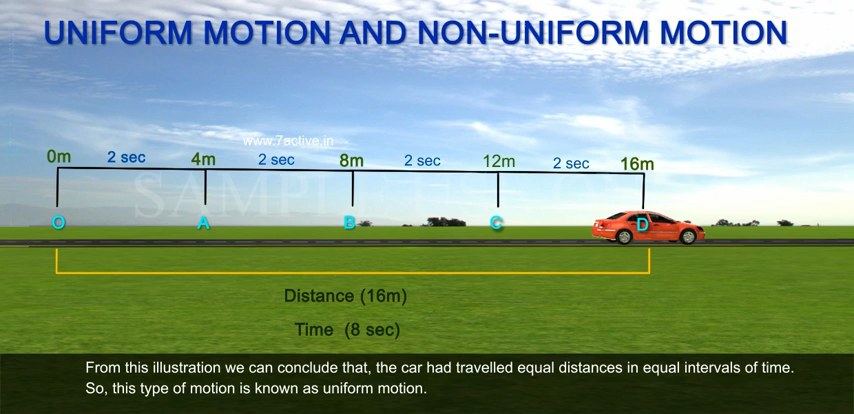 UNIFORM MOTION AND NON-UNIFORM MOTION
www.7active.in
0m 2 sec 4m 2 sec 8m 2 sec 12m 2 sec 16m
SAMPLE
O A B C D
Distance (16m)
Time (8 sec)
From this illustration we can conclude that, the car had travelled equal distances in equal intervals of time.
So, this type of motion is known as uniform motion.